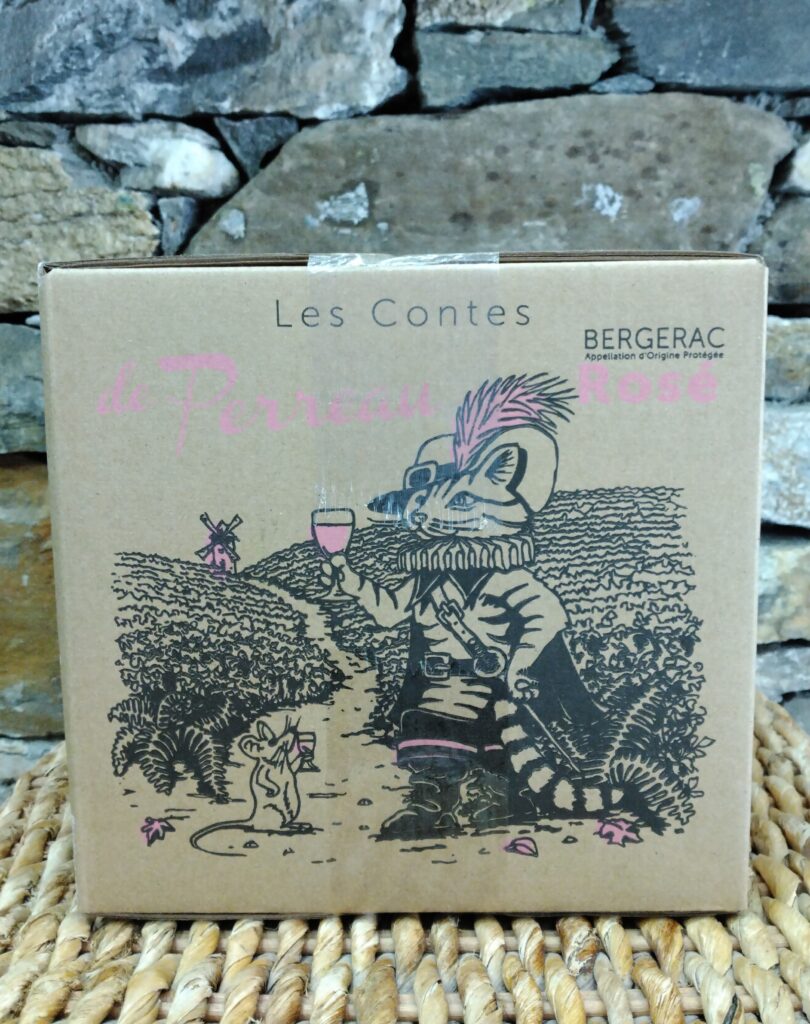 Les Contes
de Perreau
BERGERAC
Appellation d'Origine Protégée
Rosé